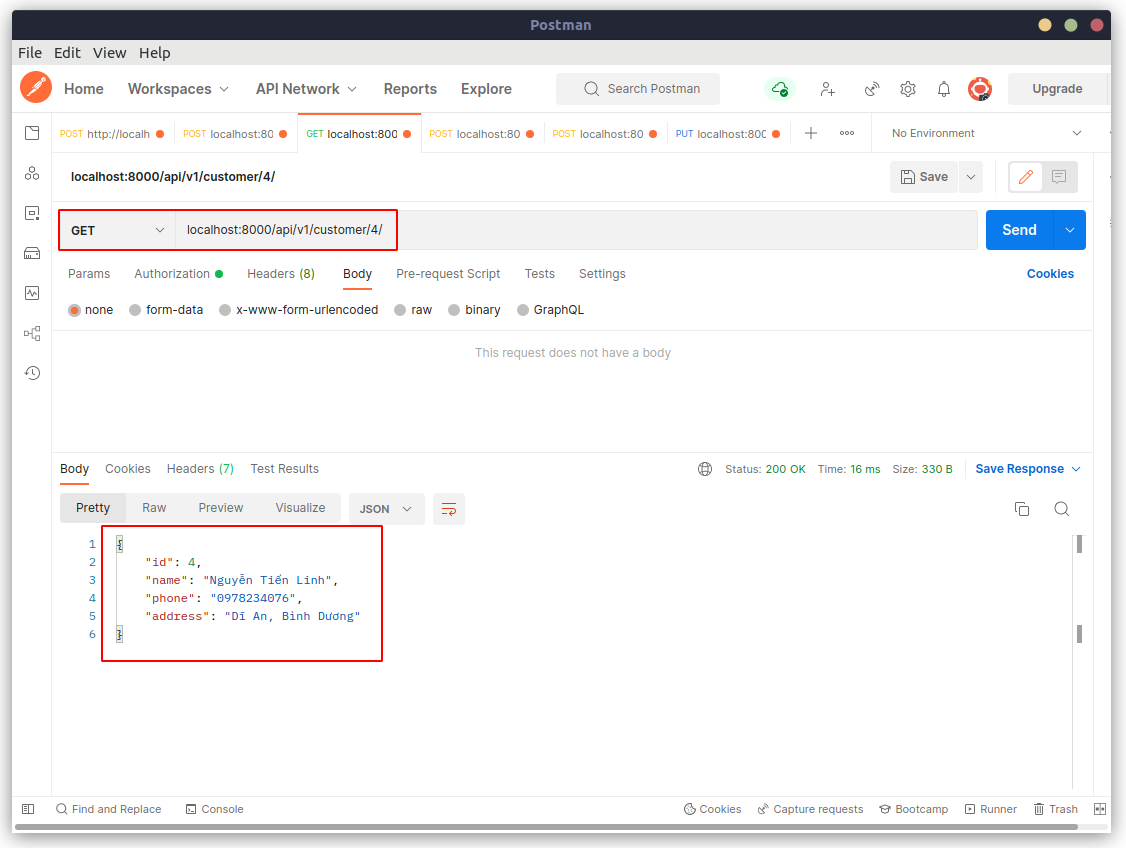 Postman
File Edit View Help
Home Workspaces API Network Reports Explore Search Postman Upgrade
POST http://localh POST localhost:80 GET localhost:800 POST localhost:80 POST localhost:80 PUT localhost:800 No Environment
localhost:8000/api/v1/customer/4/ Save
GET localhost:8000/api/v1/customer/4/ Send
Params Authorization Headers (8) Body Pre-request Script Tests Settings Cookies
none form-data x-www-form-urlencoded raw binary GraphQL
This request does not have a body
Body Cookies Headers (7) Test Results Status: 200 OK Time: 16 ms Size: 330 B Save Response
Pretty Raw Preview Visualize JSON
1 {
2 "id": 4,
3 "name": "Nguyễn Tiến Linh",
4 "phone": "0978234076",
5 "address": "Dĩ An, Bình Dương"
6 }
Find and Replace Console Cookies Capture requests Bootcamp Runner Trash